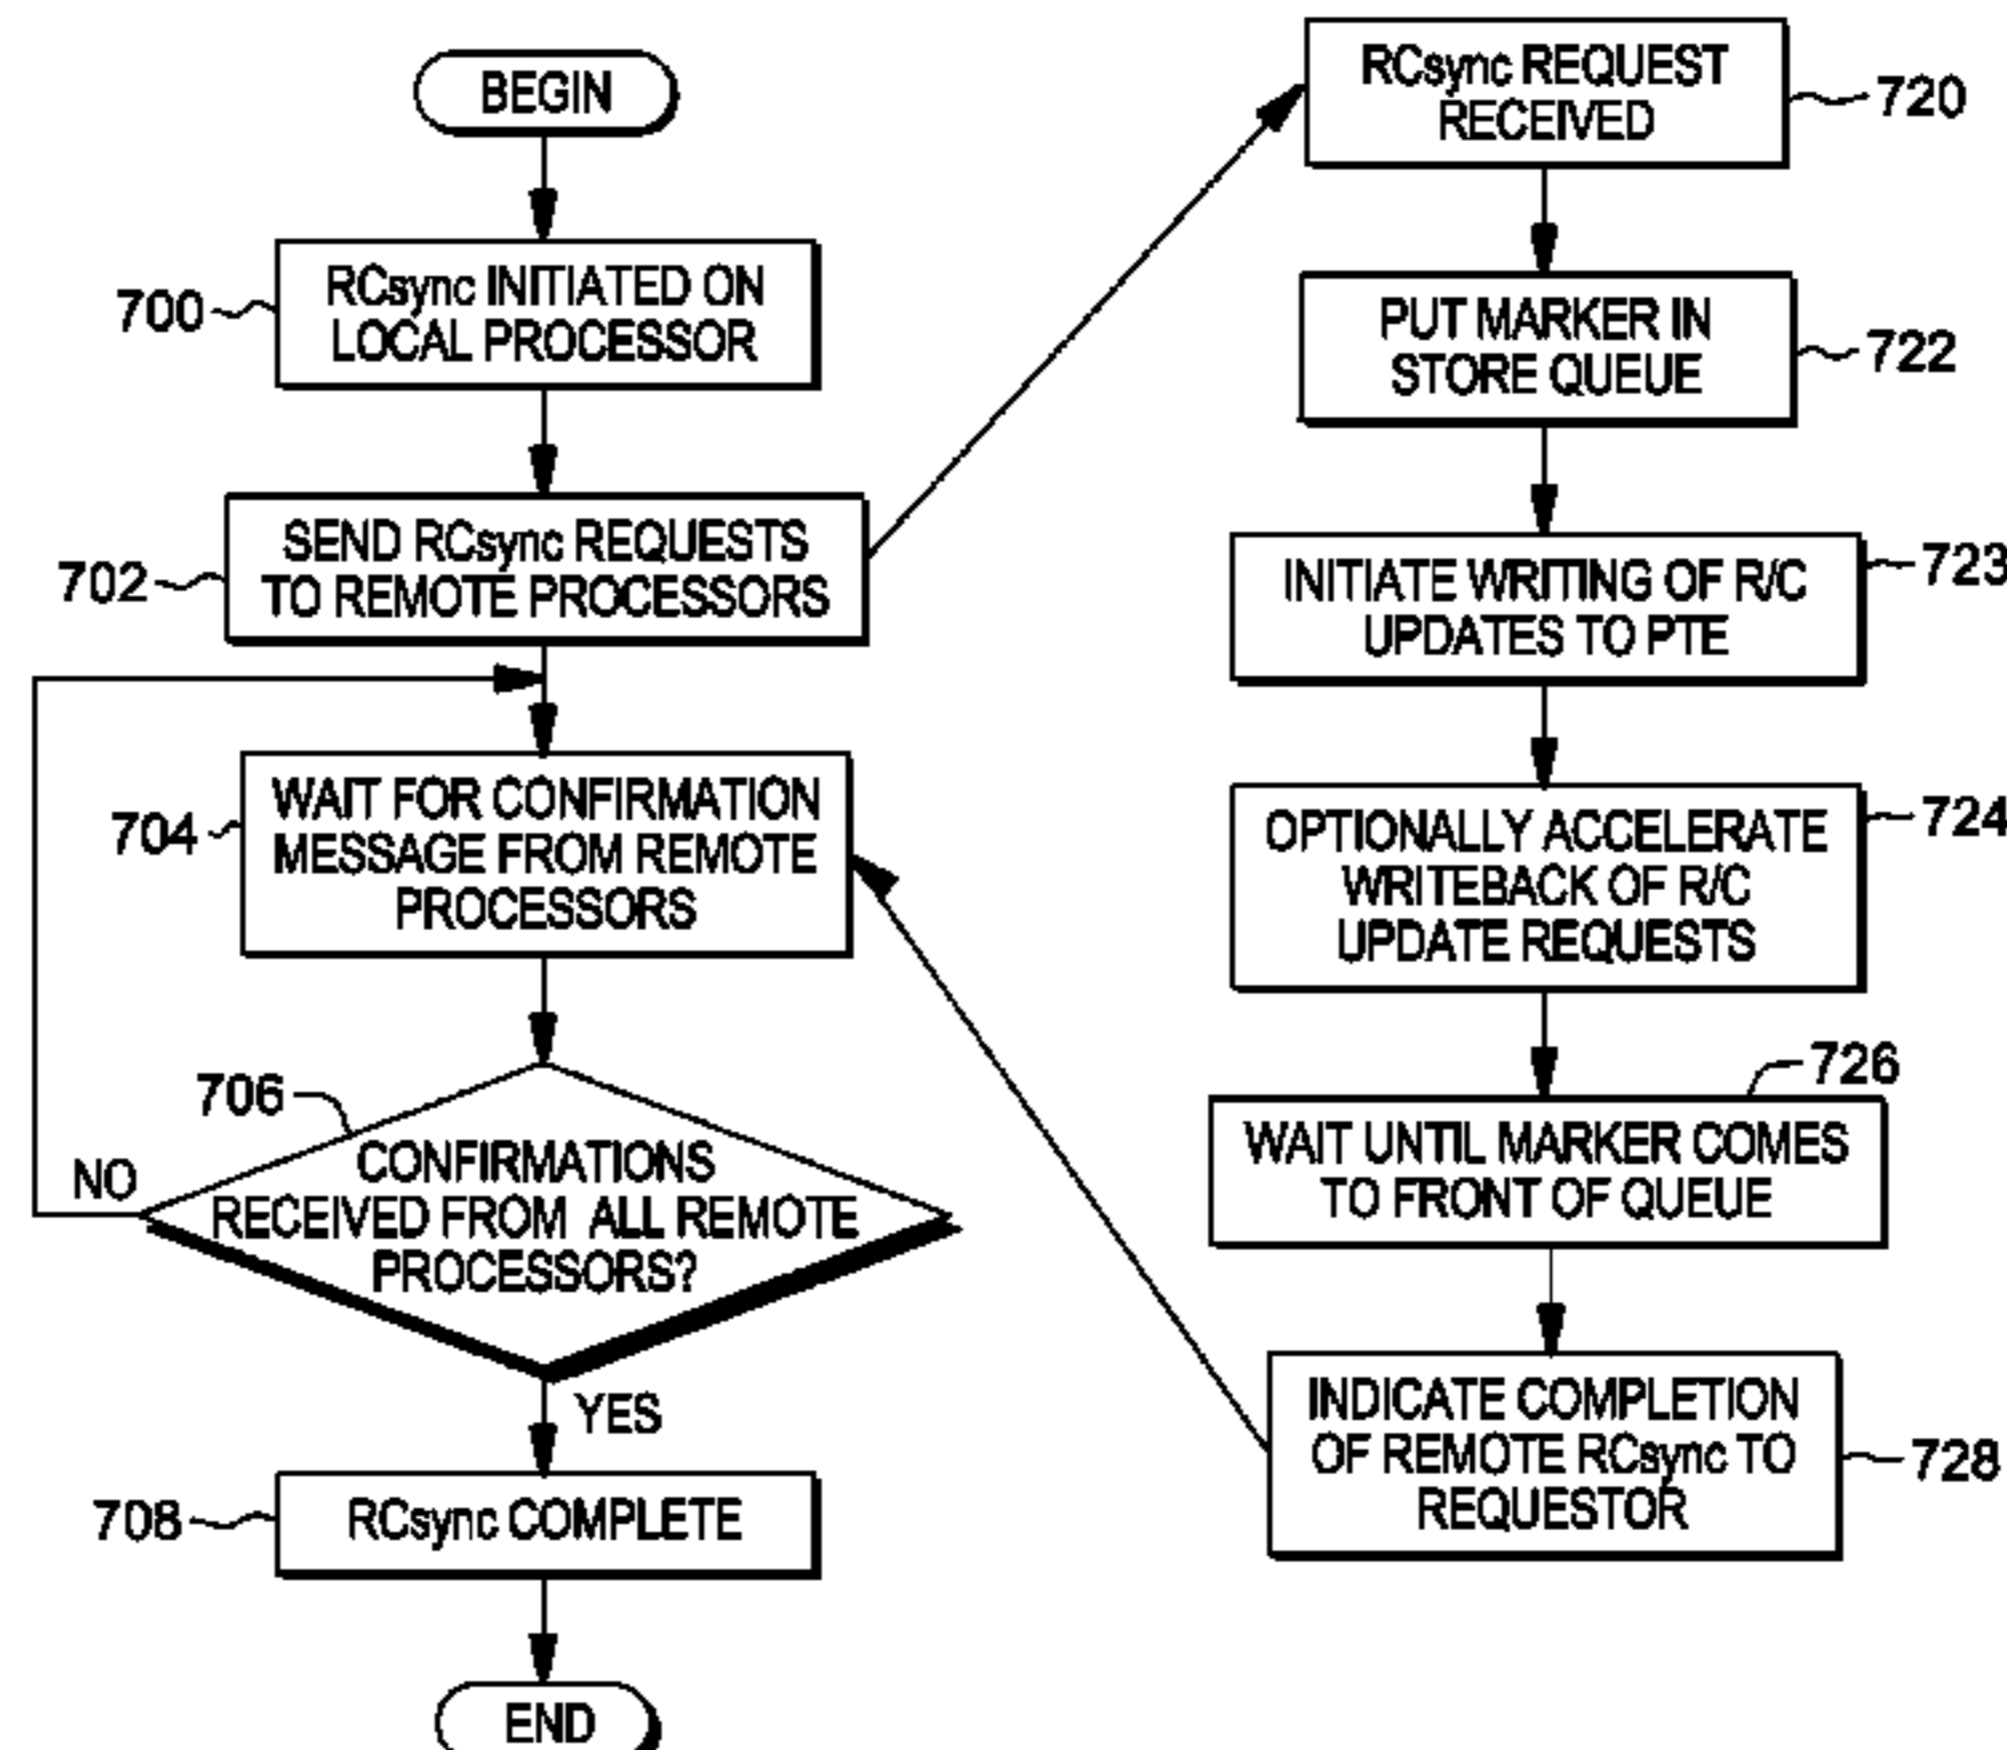 BEGIN
700
RCsync INITIATED ON
LOCAL PROCESSOR
702
SEND RCsync REQUESTS
TO REMOTE PROCESSORS
704
WAIT FOR CONFIRMATION
MESSAGE FROM REMOTE
PROCESSORS
706
NO
CONFIRMATIONS
RECEIVED FROM ALL REMOTE
PROCESSORS?
YES
708
RCsync COMPLETE
END
RCsync REQUEST
RECEIVED
720
PUT MARKER IN
STORE QUEUE
722
INITIATE WRITING OF R/C
UPDATES TO PTE
723
OPTIONALLY ACCELERATE
WRITEBACK OF R/C
UPDATE REQUESTS
724
726
WAIT UNTIL MARKER COMES
TO FRONT OF QUEUE
INDICATE COMPLETION
OF REMOTE RCsync TO
REQUESTOR
728